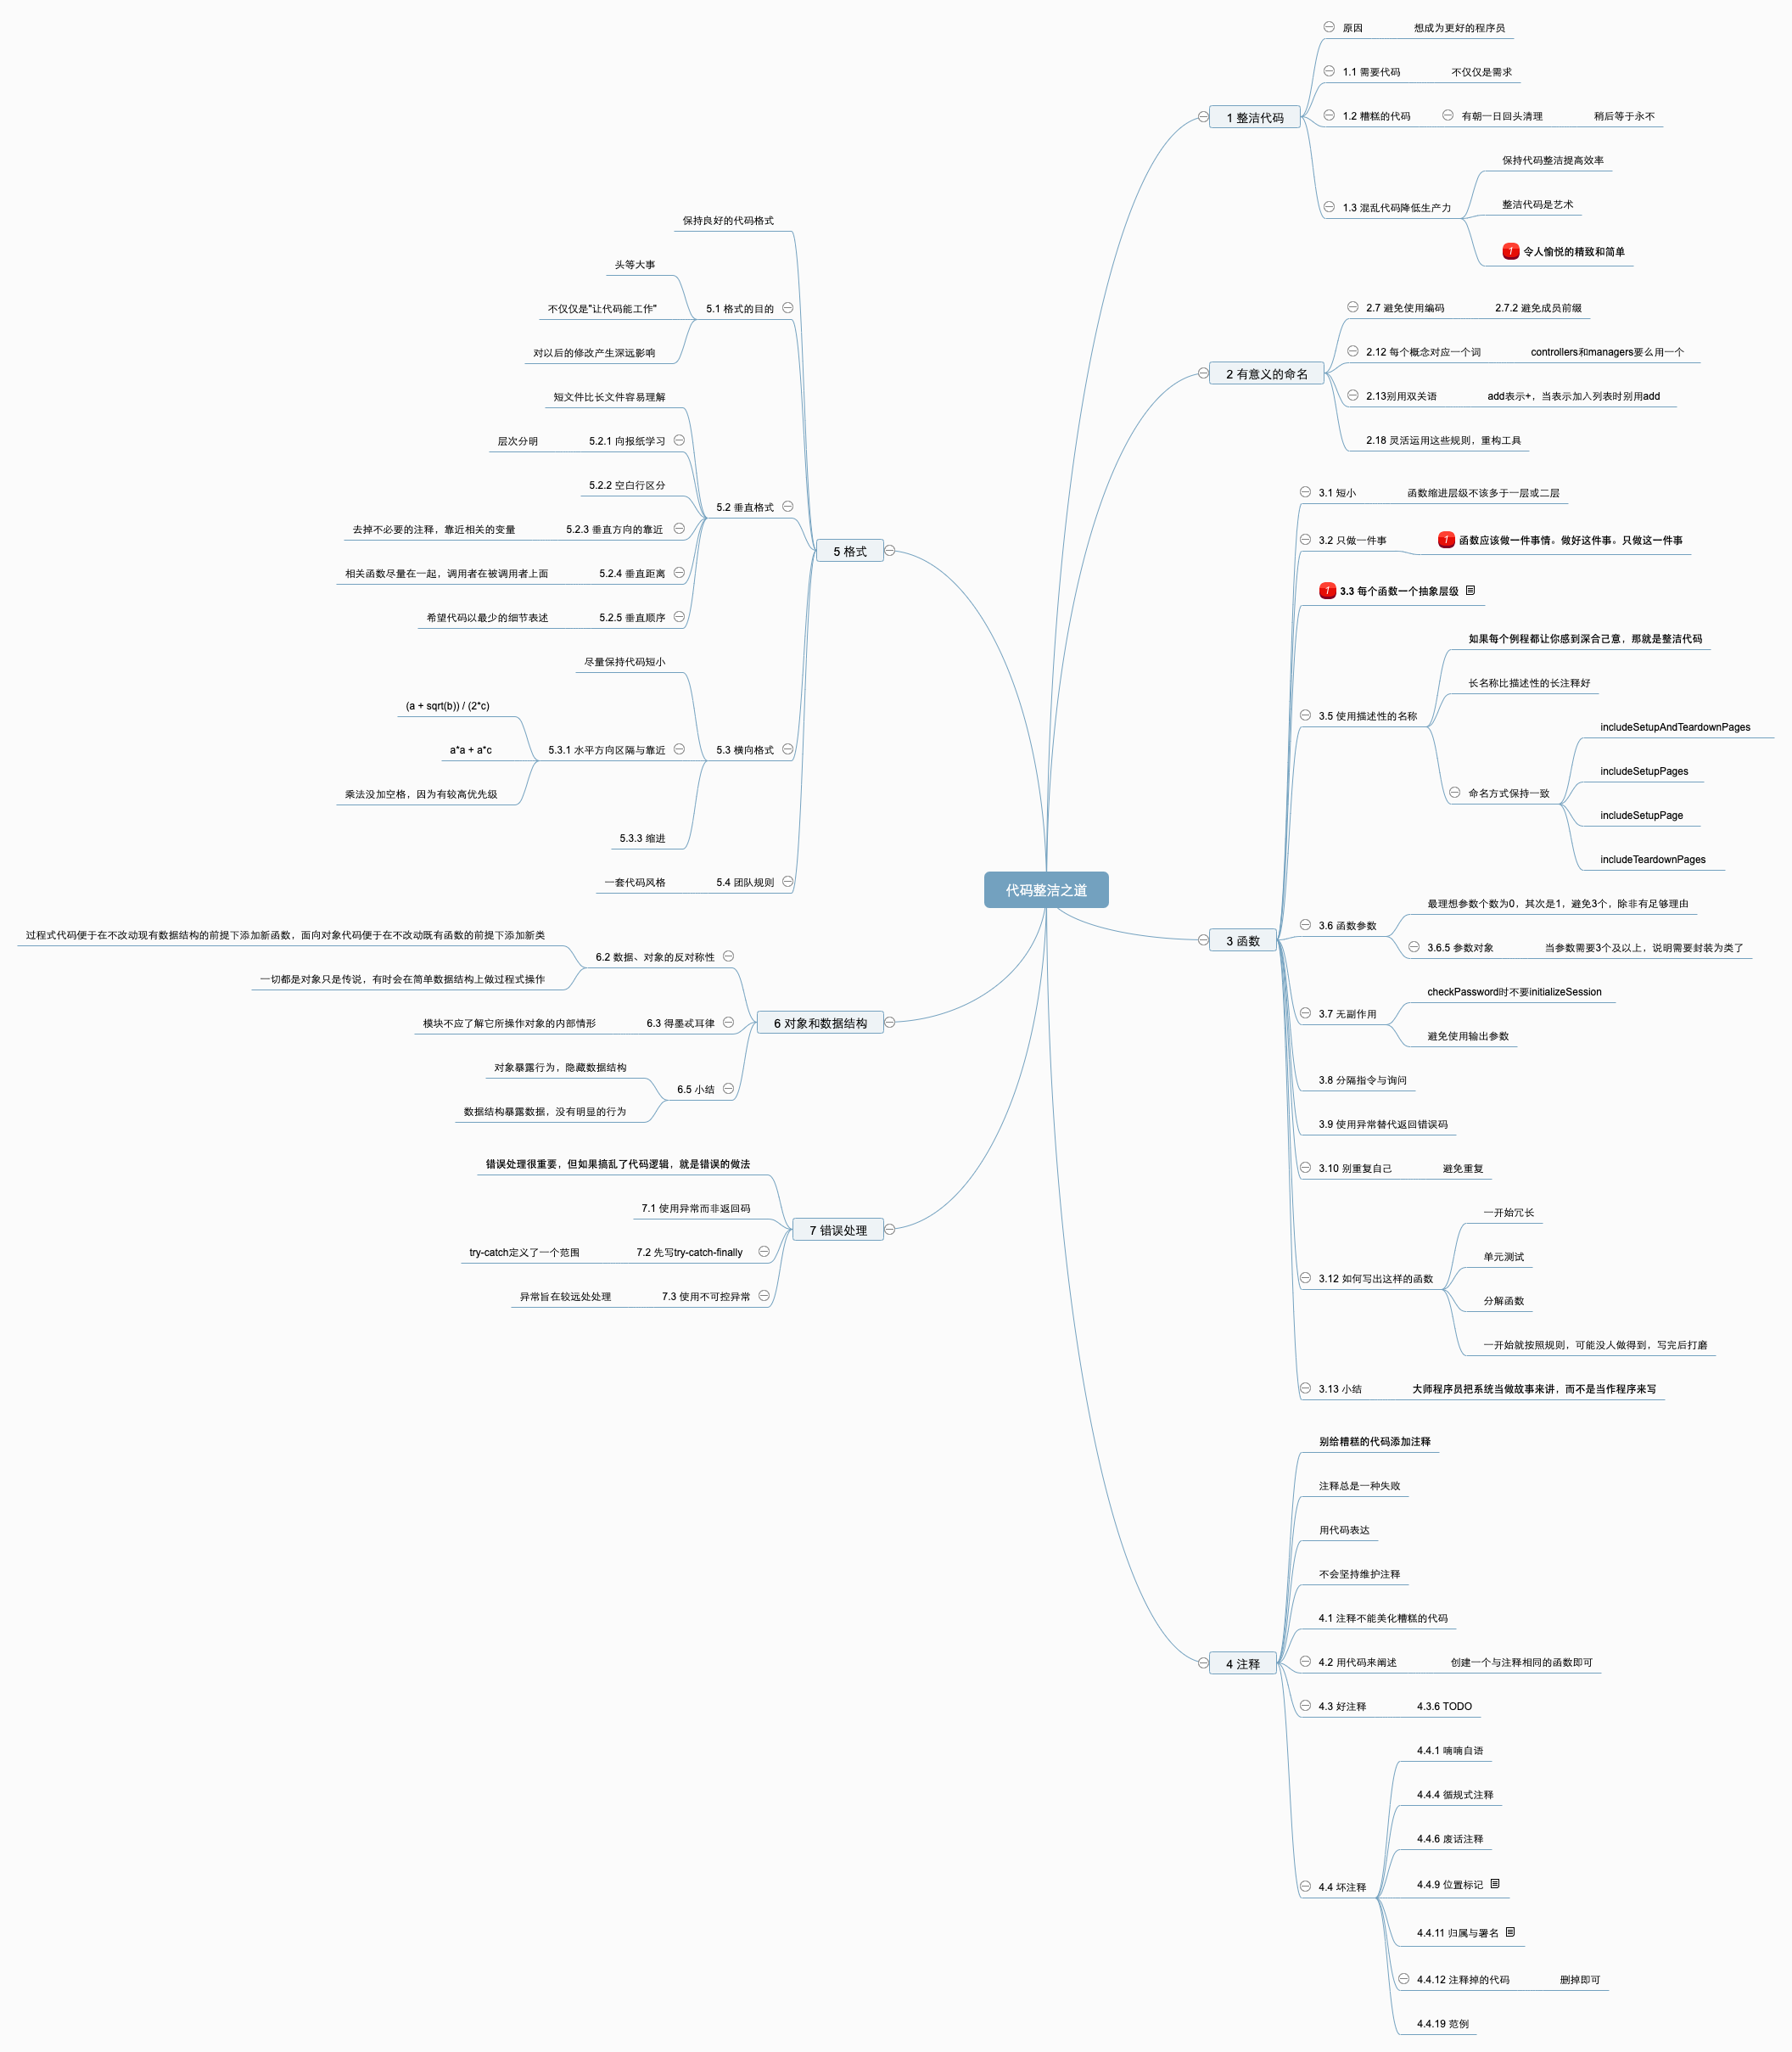 代码整洁之道
1 整洁代码
原因
想成为更好的程序员
1.1 需要代码
不仅仅是需求
1.2 糟糕的代码
有朝一日回头清理
稍后等于永不
1.3 混乱代码降低生产力
保持代码整洁提高效率
整洁代码是艺术
1 令人愉悦的精致和简单
2 有意义的命名
2.7 避免使用编码
2.7.2 避免成员前缀
2.12 每个概念对应一个词
controllers和managers要么用一个
2.13别用双关语
add表示+，当表示加入列表时别用add
2.18 灵活运用这些规则，重构工具
3 函数
3.1 短小
函数缩进层级不该多于一层或二层
3.2 只做一件事
1 函数应该做一件事情。做好这件事。只做这一件事
1 3.3 每个函数一个抽象层级
3.5 使用描述性的名称
如果每个例程都让你感到深合己意，那就是整洁代码
长名称比描述性的长注释好
命名方式保持一致
includeSetupAndTeardownPages
includeSetupPages
includeSetupPage
includeTeardownPages
3.6 函数参数
最理想参数个数为0，其次是1，避免3个，除非有足够理由
3.6.5 参数对象
当参数需要3个及以上，说明需要封装为类了
3.7 无副作用
checkPassword时不要initializeSession
避免使用输出参数
3.8 分隔指令与询问
3.9 使用异常替代返回错误码
3.10 别重复自己
避免重复
3.12 如何写出这样的函数
一开始冗长
单元测试
分解函数
一开始就按照规则，可能没人做得到，写完后打磨
3.13 小结
大师程序员把系统当做故事来讲，而不是当作程序来写
4 注释
别给糟糕的代码添加注释
注释总是一种失败
用代码表达
不会坚持维护注释
4.1 注释不能美化糟糕的代码
4.2 用代码来阐述
创建一个与注释相同的函数即可
4.3 好注释
4.3.6 TODO
4.4 坏注释
4.4.1 喃喃自语
4.4.4 循规式注释
4.4.6 废话注释
4.4.9 位置标记
4.4.11 归属与署名
4.4.12 注释掉的代码
删掉即可
4.4.19 范例
5 格式
保持良好的代码格式
5.1 格式的目的
头等大事
不仅仅是"让代码能工作"
对以后的修改产生深远影响
5.2 垂直格式
短文件比长文件容易理解
5.2.1 向报纸学习
层次分明
5.2.2 空白行区分
5.2.3 垂直方向的靠近
去掉不必要的注释，靠近相关的变量
5.2.4 垂直距离
相关函数尽量在一起，调用者在被调用者上面
5.2.5 垂直顺序
希望代码以最少的细节表述
5.3 横向格式
尽量保持代码短小
5.3.1 水平方向区隔与靠近
(a + sqrt(b)) / (2*c)
a*a + a*c
乘法没加空格，因为有较高优先级
5.3.3 缩进
5.4 团队规则
一套代码风格
6 对象和数据结构
6.2 数据、对象的反对称性
过程式代码便于在不改动现有数据结构的前提下添加新函数，面向对象代码便于在不改动既有函数的前提下添加新类
一切都是对象只是传说，有时会在简单数据结构上做过程式操作
6.3 得墨忒耳律
模块不应了解它所操作对象的内部情形
6.5 小结
对象暴露行为，隐藏数据结构
数据结构暴露数据，没有明显的行为
7 错误处理
错误处理很重要，但如果搞乱了代码逻辑，就是错误的做法
7.1 使用异常而非返回码
7.2 先写try-catch-finally
try-catch定义了一个范围
7.3 使用不可控异常
异常旨在较远处处理